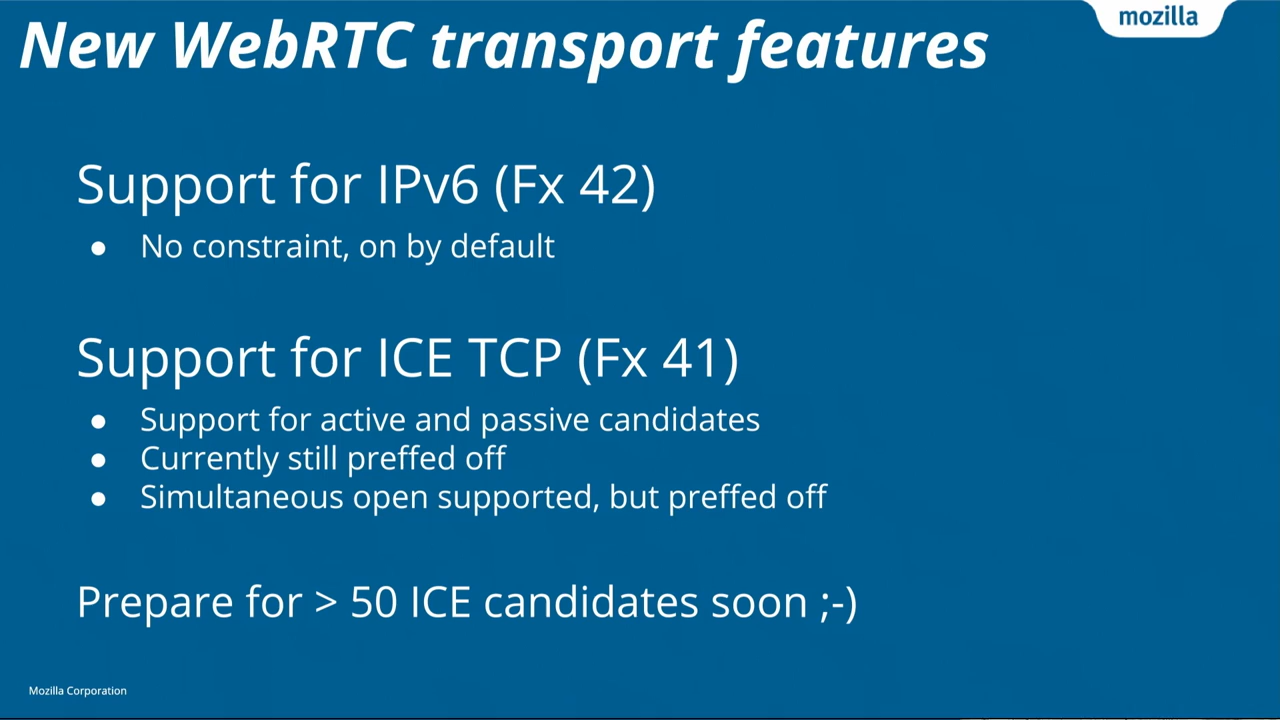 mozilla
New WebRTC transport features
Support for IPv6 (Fx 42)
● No constraint, on by default
Support for ICE TCP (Fx 41)
● Support for active and passive candidates
● Currently still preffed off
● Simultaneous open supported, but preffed off
Prepare for > 50 ICE candidates soon ;-)
Mozilla Corporation